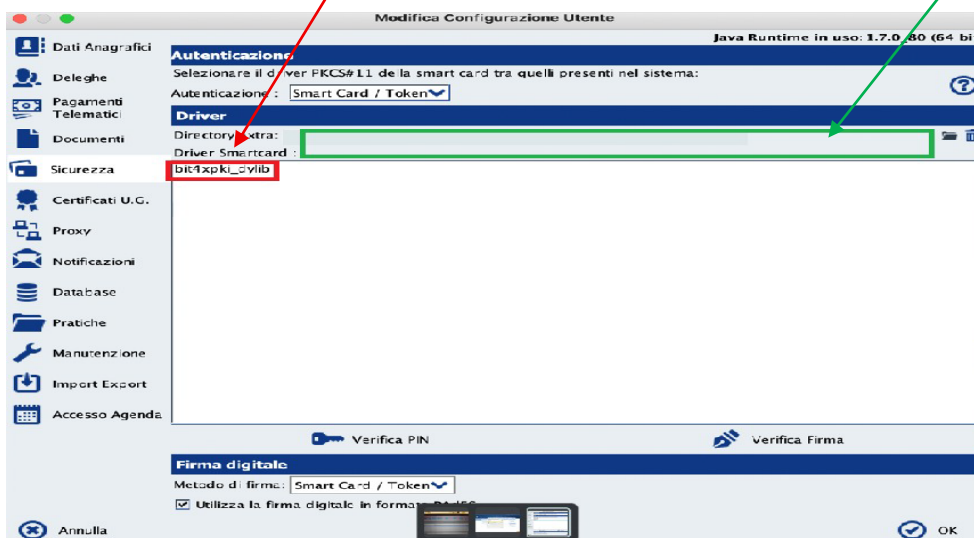 Modifica Configurazione Utente
Java Runtime in uso: 1.7.0_80 (64 bi
Dati Anagrafici
Deleghe
Pagamenti
Telematici
Documenti
Sicurezza
Certificati U.G.
Proxy
Notificazioni
Database
Pratiche
Manutenzione
Import Export
Accesso Agenda
Annulla
Autenticazione
Selezionare il driver PKCS#11 della smart card tra quelli presenti nel sistema:
Autenticazione : Smart Card / Token
Driver
Directory Extra:
Driver Smartcard :
bit4xpki_dylib
Verifica PIN
Verifica Firma
Firma digitale
Metodo di firma: Smart Card / Token
Utilizza la firma digitale in formato
OK